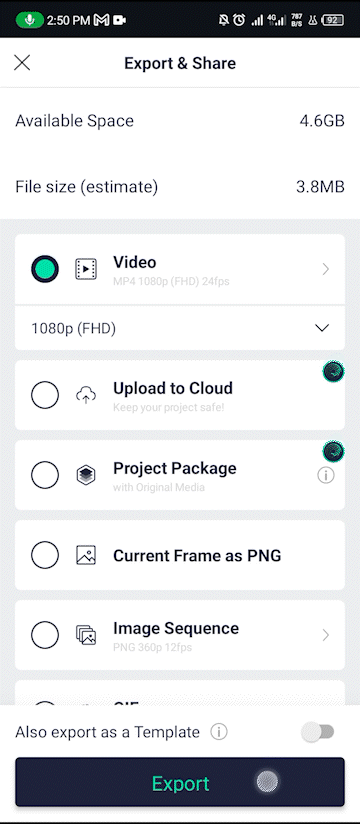 2:50 PM
4G
787 B/S
92
Export & Share
Available Space 4.6GB
File size (estimate) 3.8MB
Video
MP4 1080p (FHD) 24fps
1080p (FHD)
Upload to Cloud
Keep your project safe!
Project Package
with Original Media
Current Frame as PNG
Image Sequence
PNG 360p 12fps
GIF
Also export as a Template
Export